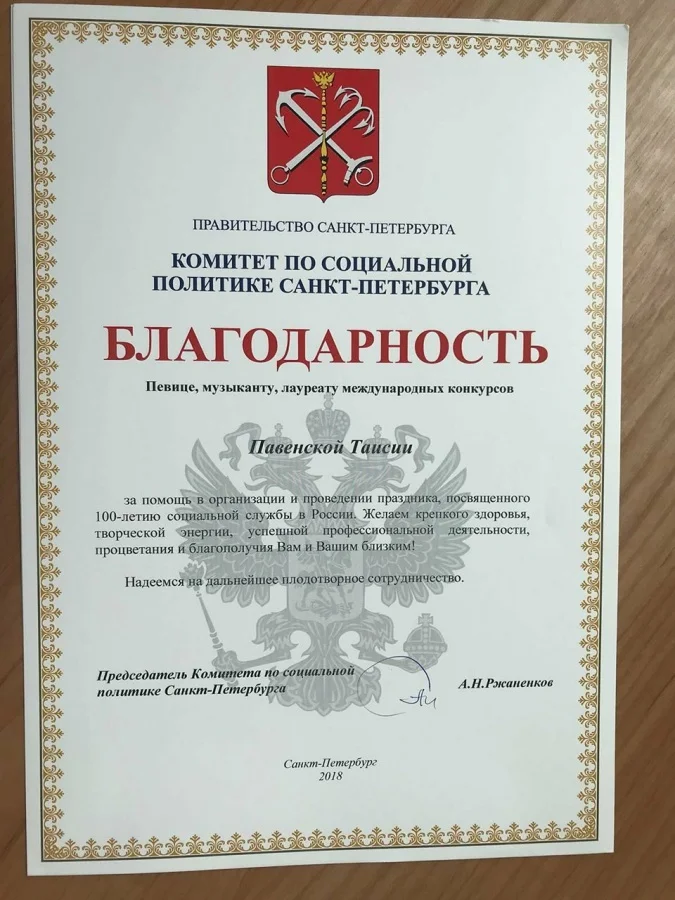 ПРАВИТЕЛЬСТВО САНКТ-ПЕТЕРБУРГА
КОМИТЕТ ПО СОЦИАЛЬНОЙ
ПОЛИТИКЕ САНКТ-ПЕТЕРБУРГА
БЛАГОДАРНОСТЬ
Певице, музыканту, лауреату международных конкурсов
Павенской Таисии
за помощь в организации и проведении праздника, посвященного
100-летию социальной службы в России. Желаем крепкого здоровья,
творческой энергии, успешной профессиональной деятельности,
процветания и благополучия Вам и Вашим близким!
Надеемся на дальнейшее плодотворное сотрудничество.
Председатель Комитета по социальной
политике Санкт-Петербурга
А.Н.Ржаненков
Санкт-Петербург
2018